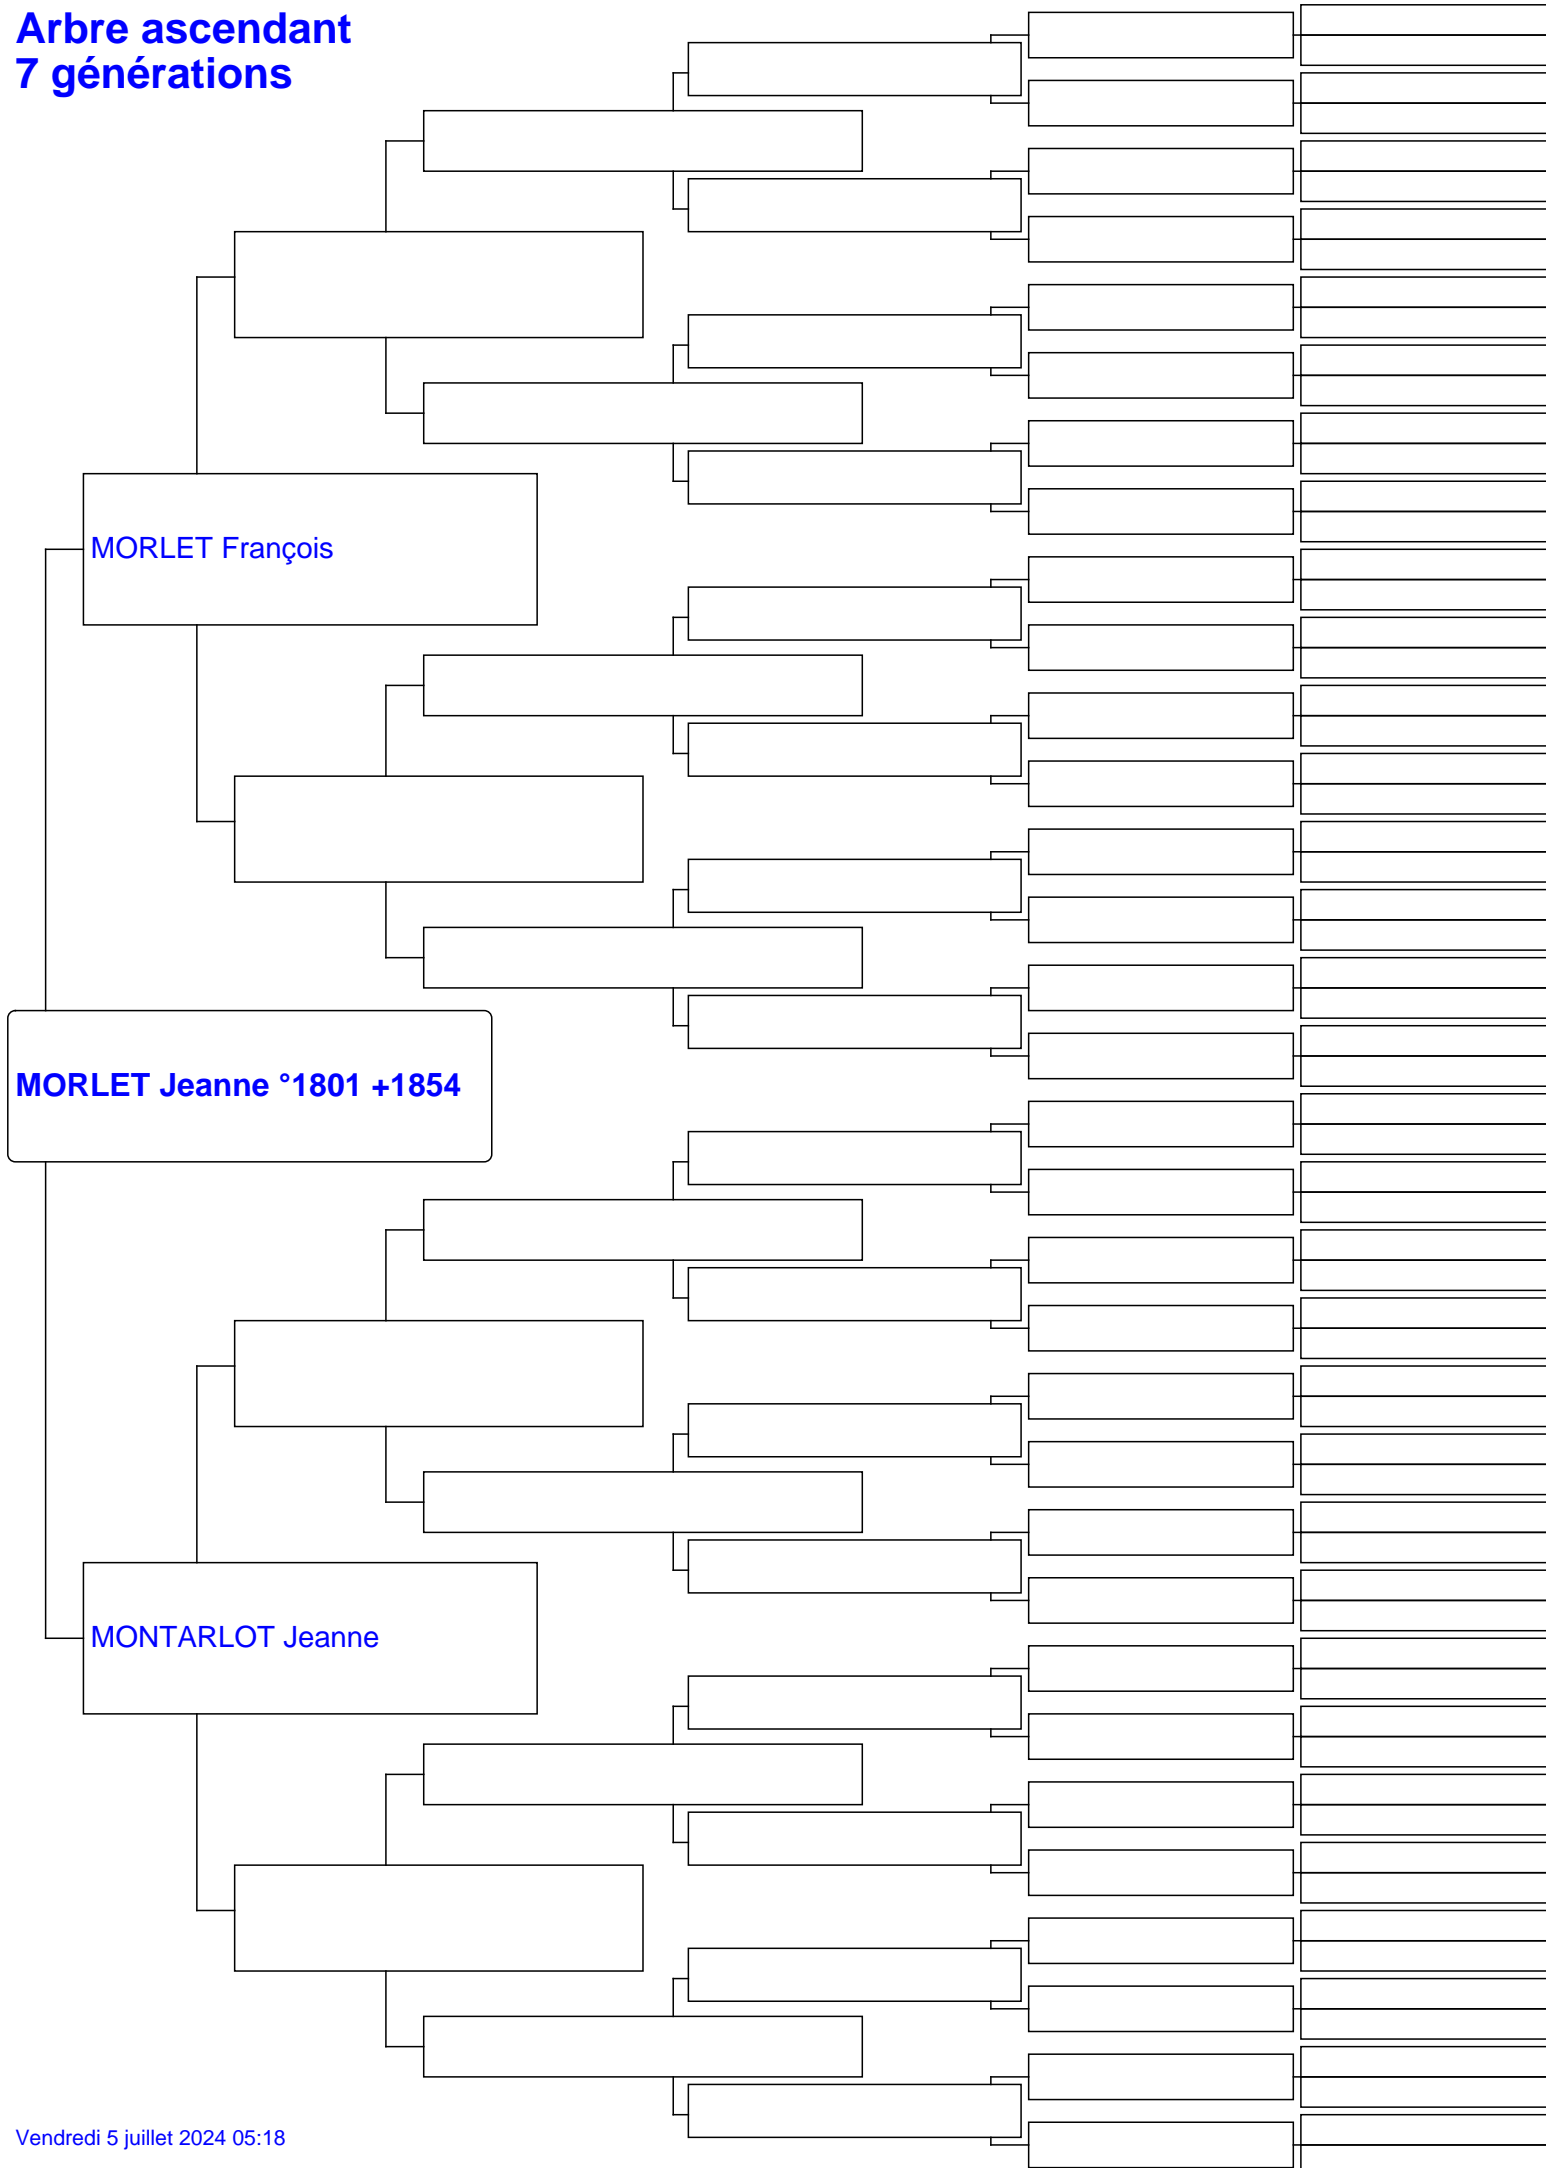 Arbre ascendant
7 générations
MORLET François
MORLET Jeanne °1801 +1854
MONTARLOT Jeanne
Vendredi 5 juillet 2024 05:18